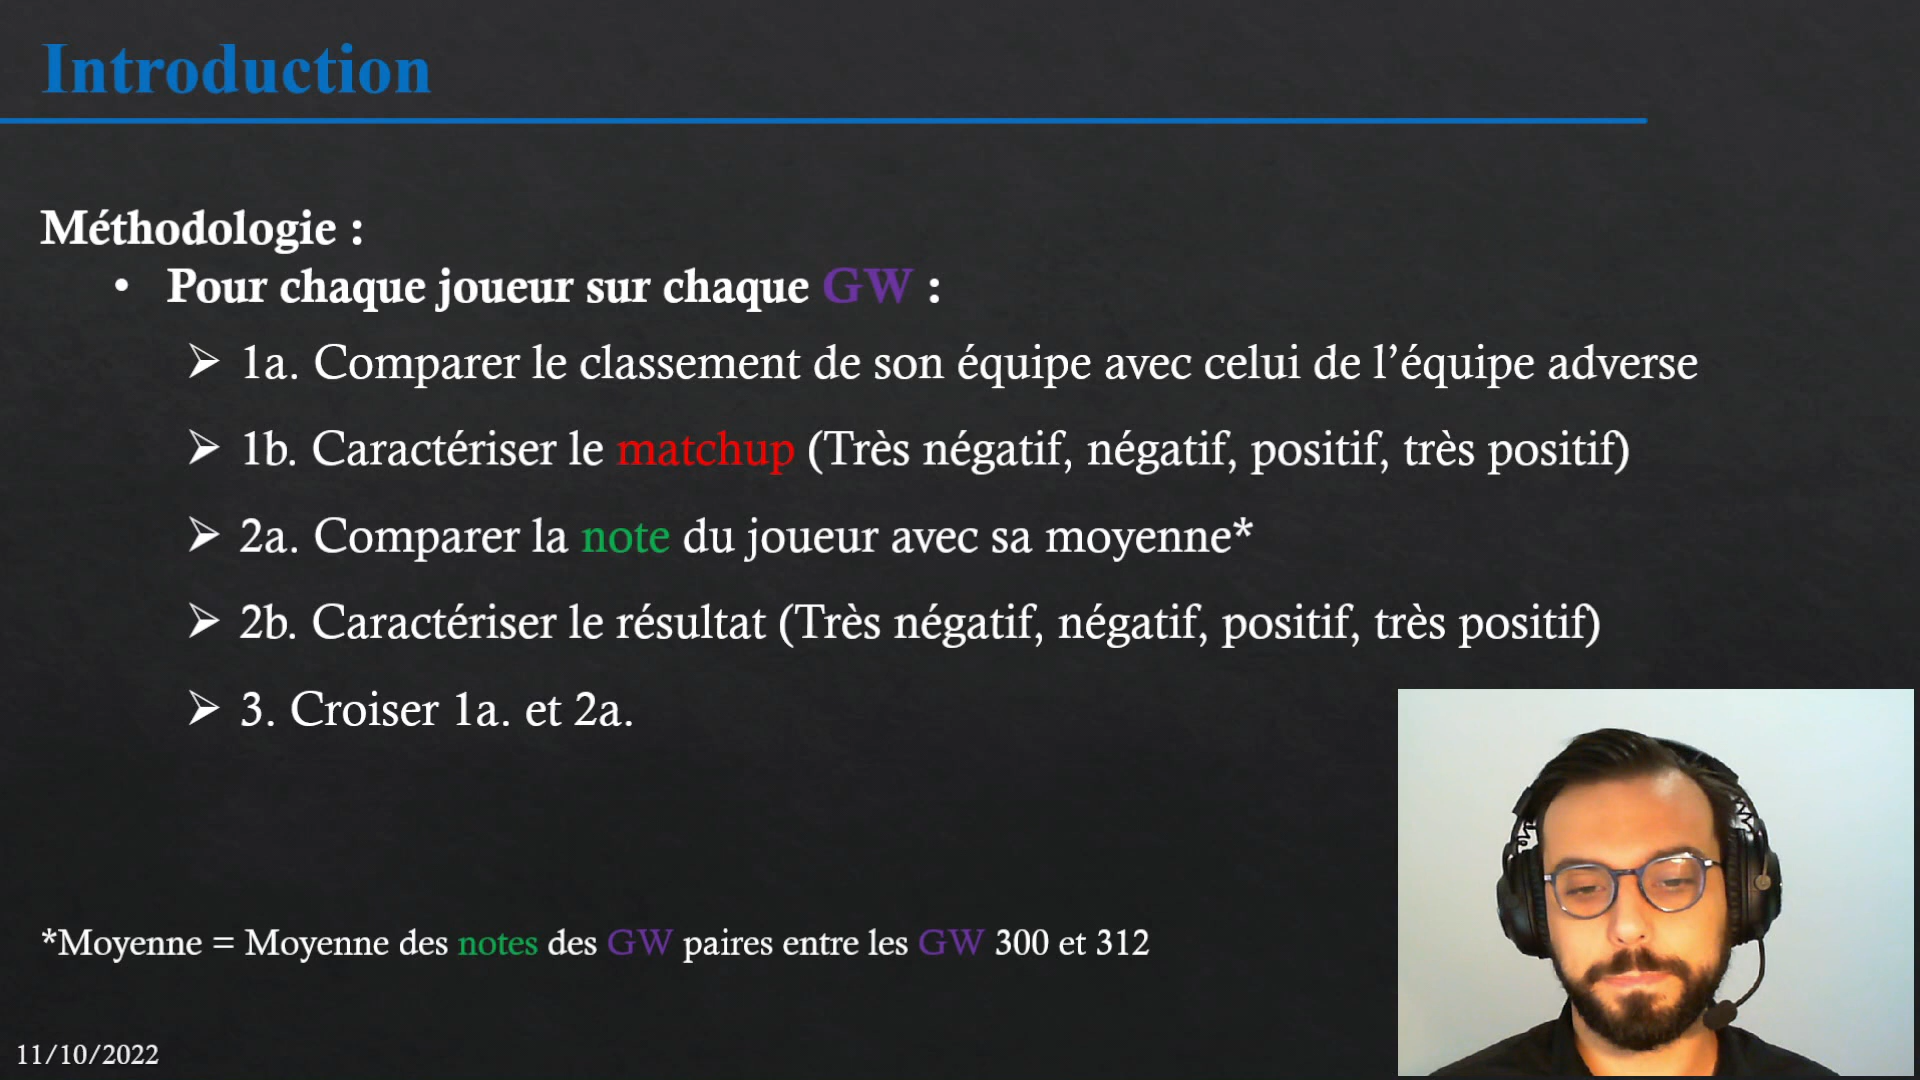 Introduction
Méthodologie :
• Pour chaque joueur sur chaque GW :
➢ 1a. Comparer le classement de son équipe avec celui de l’équipe adverse
➢ 1b. Caractériser le matchup (Très négatif, négatif, positif, très positif)
➢ 2a. Comparer la note du joueur avec sa moyenne*
➢ 2b. Caractériser le résultat (Très négatif, négatif, positif, très positif)
➢ 3. Croiser 1a. et 2a.
*Moyenne = Moyenne des notes des GW paires entre les GW 300 et 312
11/10/2022